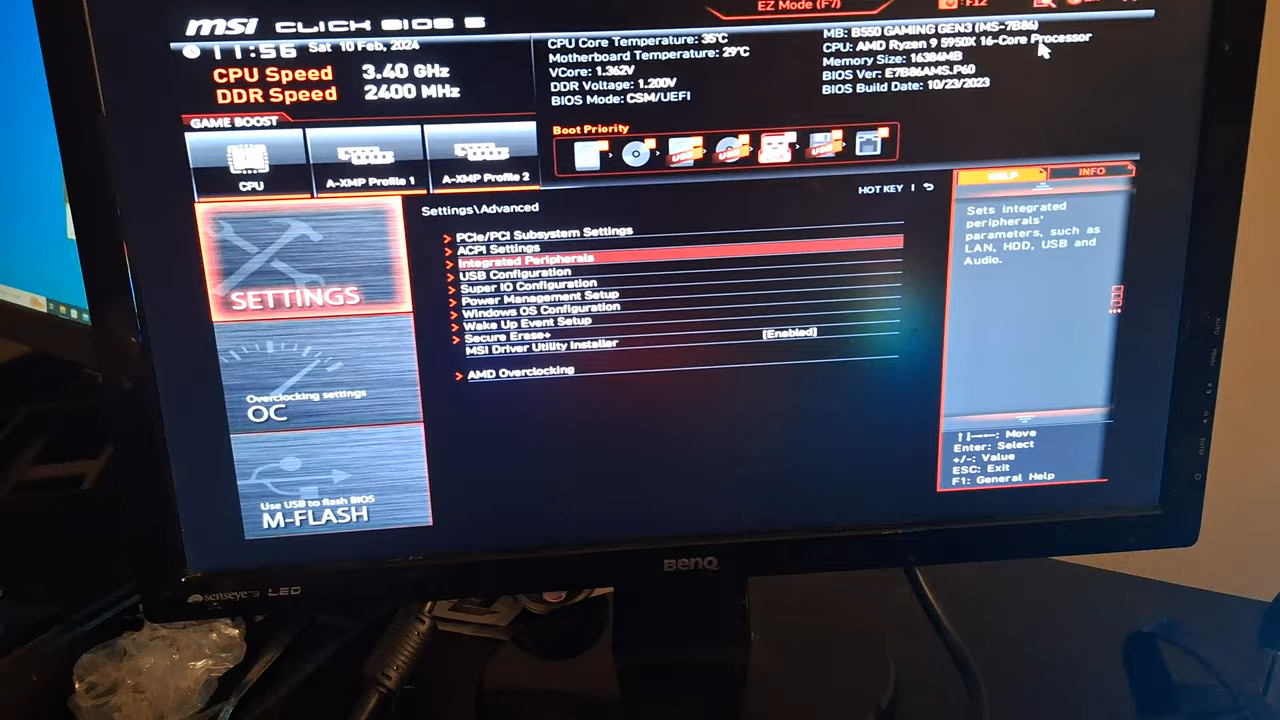 msi CLICK BIOS 5
EZ Mode (F7)
: F12
11:56 Sat 10 Feb, 2024
CPU Speed 3.40 GHz
DDR Speed 2400 MHz
CPU Core Temperature: 35°C
Motherboard Temperature: 29°C
VCore: 1.362V
DDR Voltage: 1.200V
BIOS Mode: CSM/UEFI
MB: B550 GAMING GEN3 (MS-7B86)
CPU: AMD Ryzen 9 5950X 16-Core Processor
Memory Size: 16384MB
BIOS Ver: E7B86AMS.P60
BIOS Build Date: 10/23/2023
GAME BOOST
CPU
A-XMP Profile 1
A-XMP Profile 2
Boot Priority
USB
USB
USB
USB
HOT KEY
SETTINGS
Overclocking settings
OC
Use USB to flash BIOS
M-FLASH
Settings\Advanced
> PCIe/PCI Subsystem Settings
> ACPI Settings
> Integrated Peripherals
> USB Configuration
> Super IO Configuration
> Power Management Setup
> Windows OS Configuration
> Wake Up Event Setup
> Secure Erase+
MSI Driver Utility Installer [Enabled]
> AMD Overclocking
HELP
INFO
Sets integrated
peripherals'
parameters, such as
LAN, HDD, USB and
Audio.
↑↓→←: Move
Enter: Select
+/-: Value
ESC: Exit
F1: General Help
senseye3 LED
BenQ
AUTO
MENU
ENTER